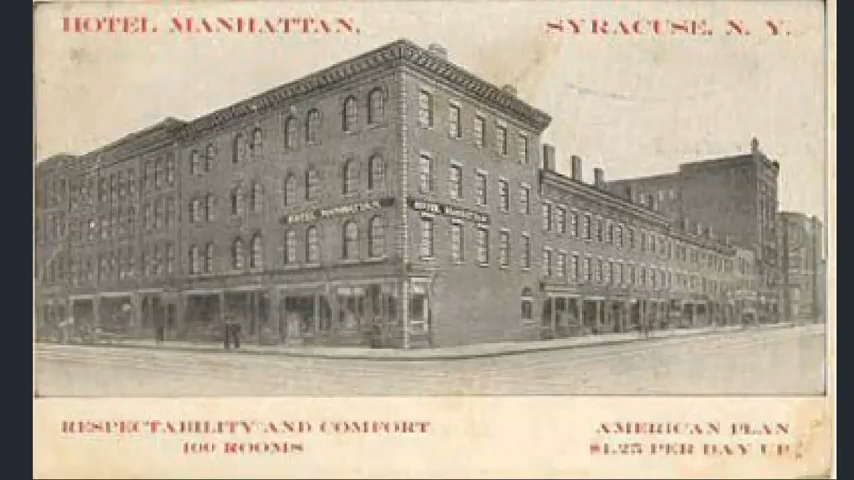 HOTEL MANHATTAN.
SYRACUSE, N. Y.
HOTEL MANHATTAN
HOTEL MANHATTAN
RESPECTABILITY AND COMFORT
100 ROOMS
AMERICAN PLAN
$1.25 PER DAY UP